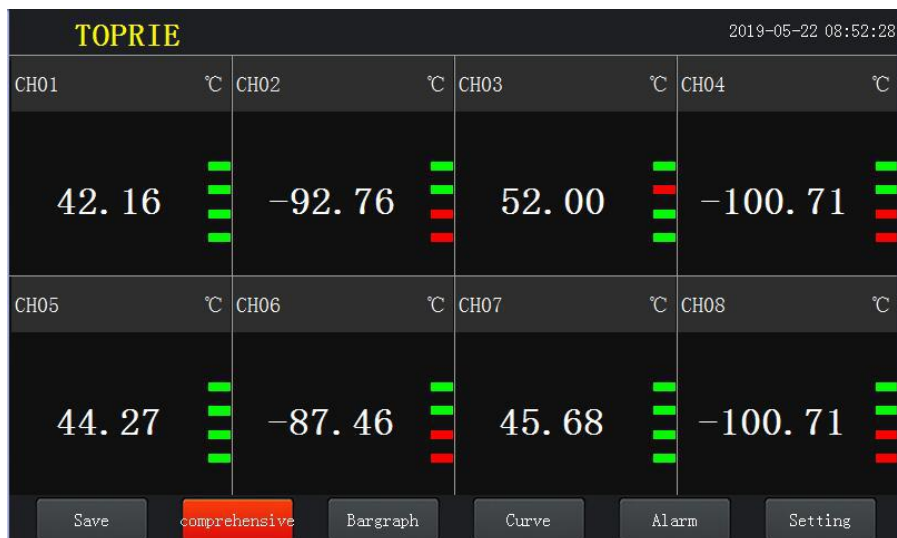 TOPRIE 2019-05-22 08:52:28
CH01 ℃ CH02 ℃ CH03 ℃ CH04 ℃
42.16 -92.76 52.00 -100.71
CH05 ℃ CH06 ℃ CH07 ℃ CH08 ℃
44.27 -87.46 45.68 -100.71
Save comprehensive Bargraph Curve Alarm Setting